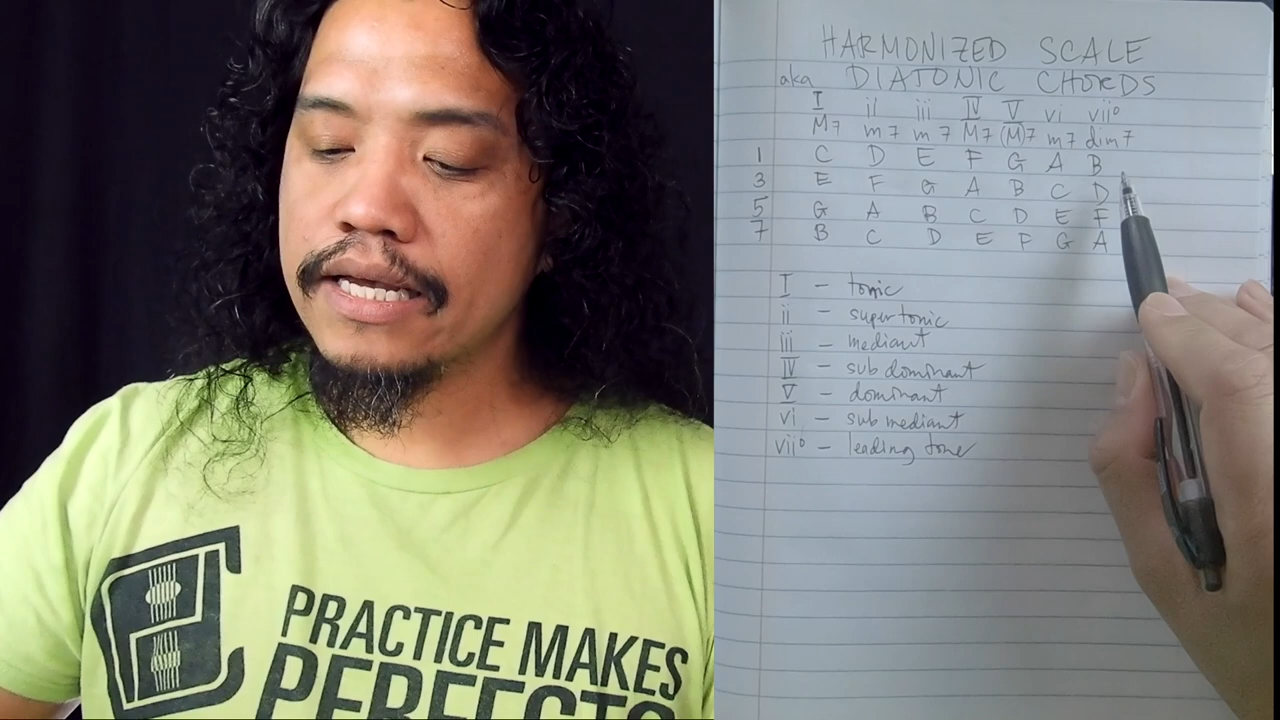 HARMONIZED SCALE
aka DIATONIC CHORDS
I ii iii IV V vi vii°
M7 m7 m7 M7 (M)7 m7 dim7
1 C D E F G A B
3 E F G A B C D
5 G A B C D E F
7 B C D E F G A
I - tonic
ii - supertonic
iii - mediant
IV - subdominant
V - dominant
vi - submediant
vii° - leading tone
PRACTICE MAKES
PERFECTO